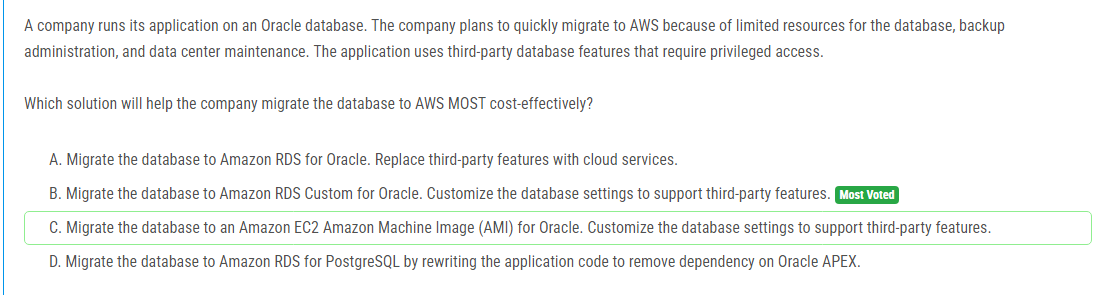 A company runs its application on an Oracle database. The company plans to quickly migrate to AWS because of limited resources for the database, backup
administration, and data center maintenance. The application uses third-party database features that require privileged access.
Which solution will help the company migrate the database to AWS MOST cost-effectively?
A. Migrate the database to Amazon RDS for Oracle. Replace third-party features with cloud services.
B. Migrate the database to Amazon RDS Custom for Oracle. Customize the database settings to support third-party features. Most Voted
C. Migrate the database to an Amazon EC2 Amazon Machine Image (AMI) for Oracle. Customize the database settings to support third-party features.
D. Migrate the database to Amazon RDS for PostgreSQL by rewriting the application code to remove dependency on Oracle APEX.